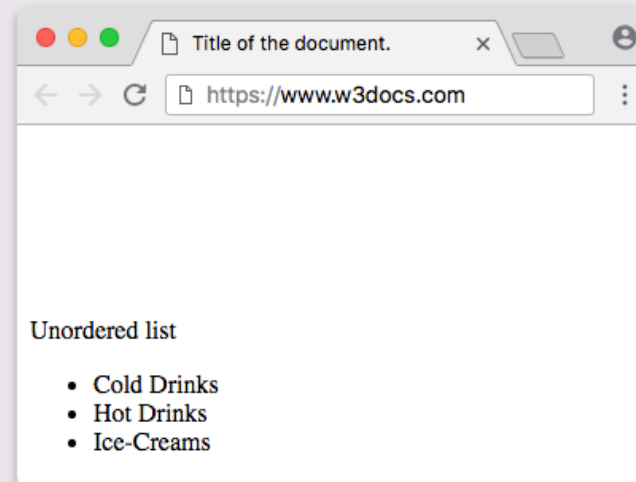 Title of the document.
https://www.w3docs.com
Unordered list
• Cold Drinks
• Hot Drinks
• Ice-Creams